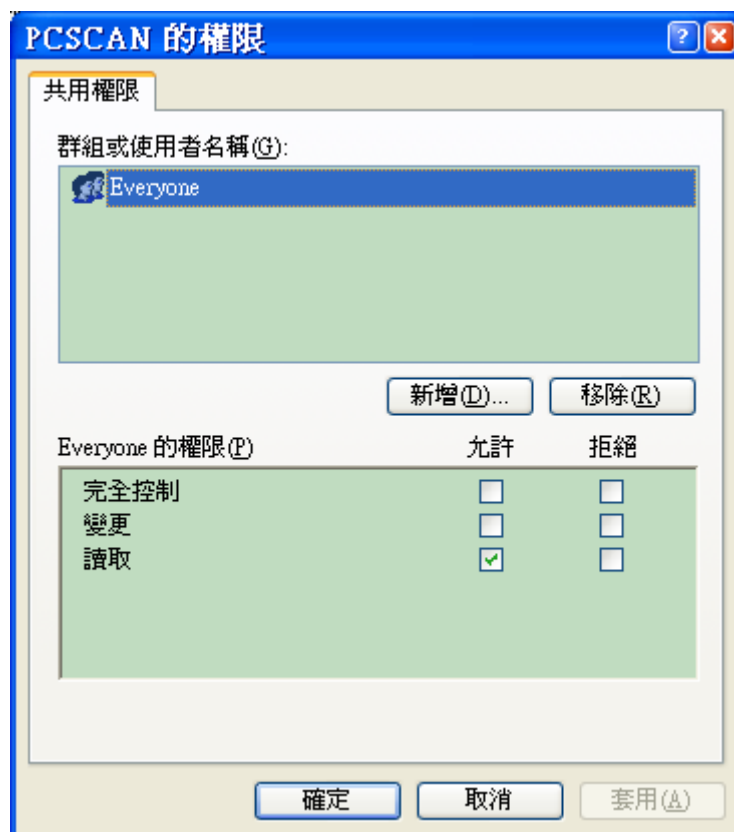 PCSCAN 的權限
共用權限
群組或使用者名稱(G):
Everyone
新增(D)... 移除(R)
Everyone 的權限(P) 允許 拒絕
完全控制
變更
讀取
確定 取消 套用(A)